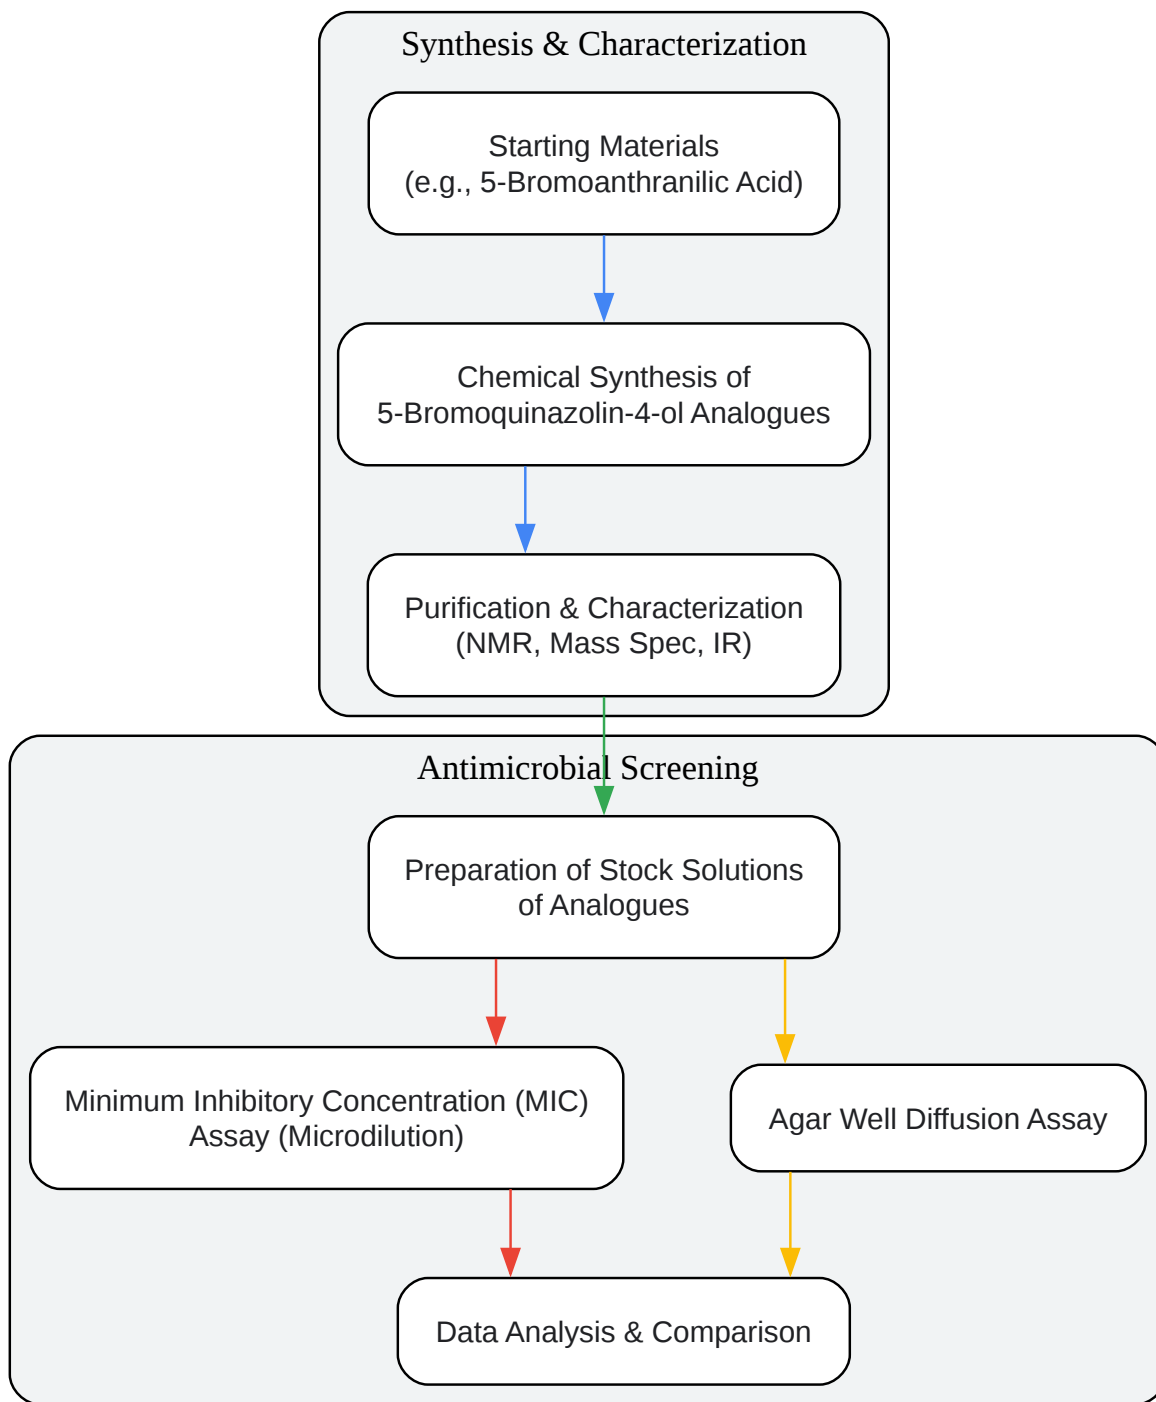 Synthesis & Characterization
Starting Materials
(e.g., 5-Bromoanthranilic Acid)
Chemical Synthesis of
5-Bromoquinazolin-4-ol Analogues
Purification & Characterization
(NMR, Mass Spec, IR)
Antimicrobial Screening
Preparation of Stock Solutions
of Analogues
Minimum Inhibitory Concentration (MIC)
Assay (Microdilution)
Agar Well Diffusion Assay
Data Analysis & Comparison